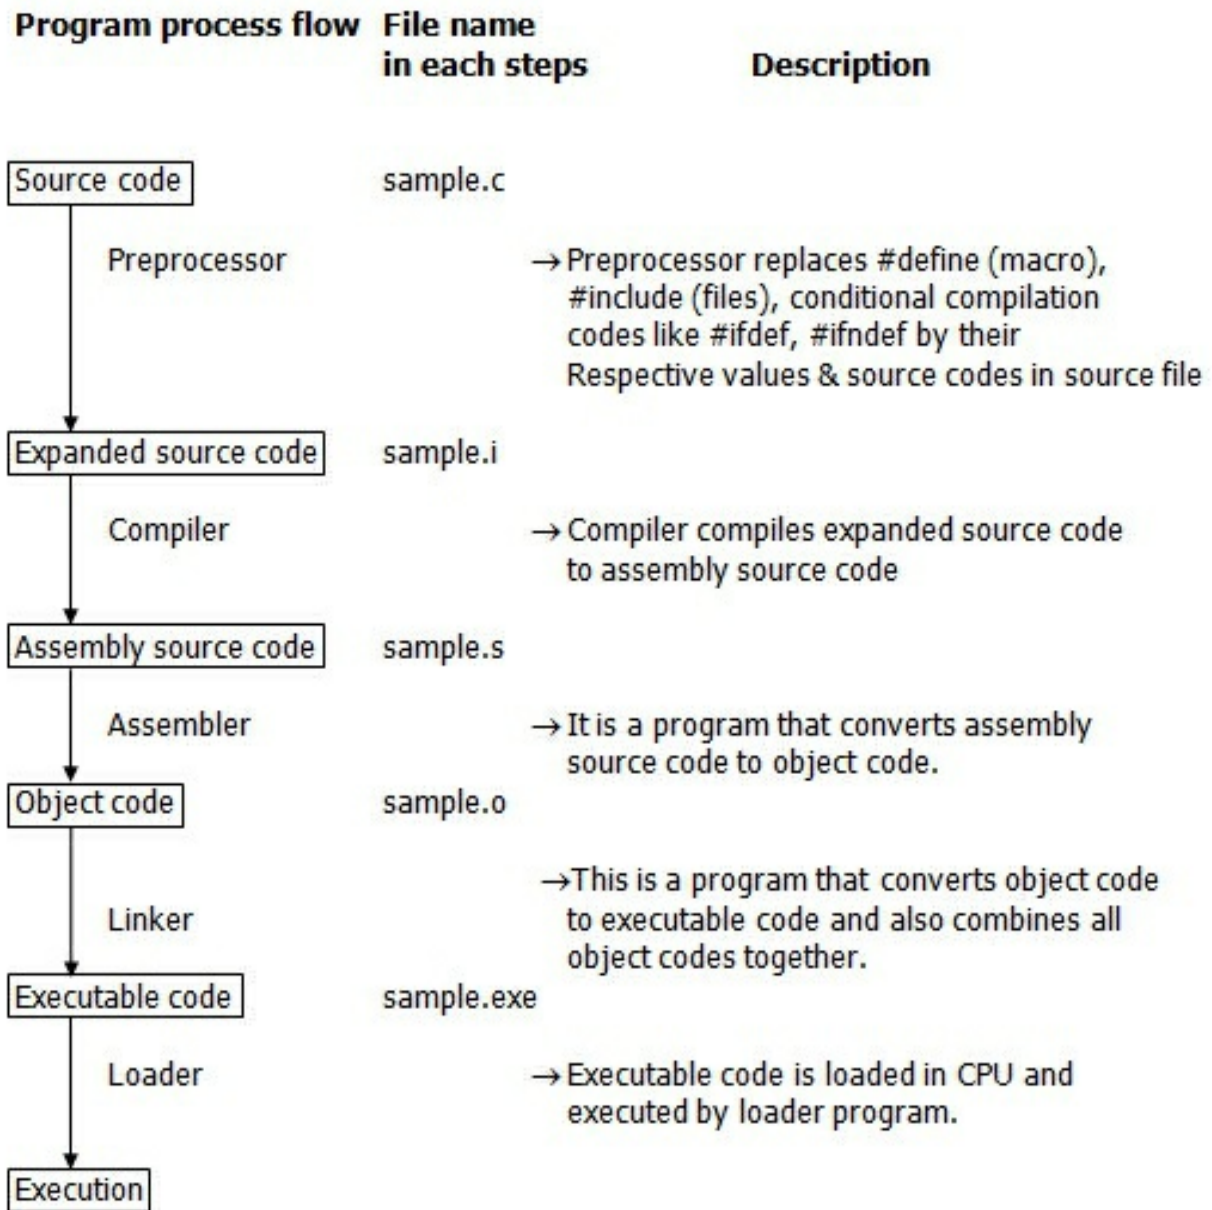 Program process flow File name
in each steps Description
Source code sample.c
Preprocessor → Preprocessor replaces #define (macro),
#include (files), conditional compilation
codes like #ifdef, #ifndef by their
Respective values & source codes in source file
Expanded source code sample.i
Compiler → Compiler compiles expanded source code
to assembly source code
Assembly source code sample.s
Assembler → It is a program that converts assembly
source code to object code.
Object code sample.o
→This is a program that converts object code
Linker to executable code and also combines all
object codes together.
Executable code sample.exe
Loader → Executable code is loaded in CPU and
executed by loader program.
Execution